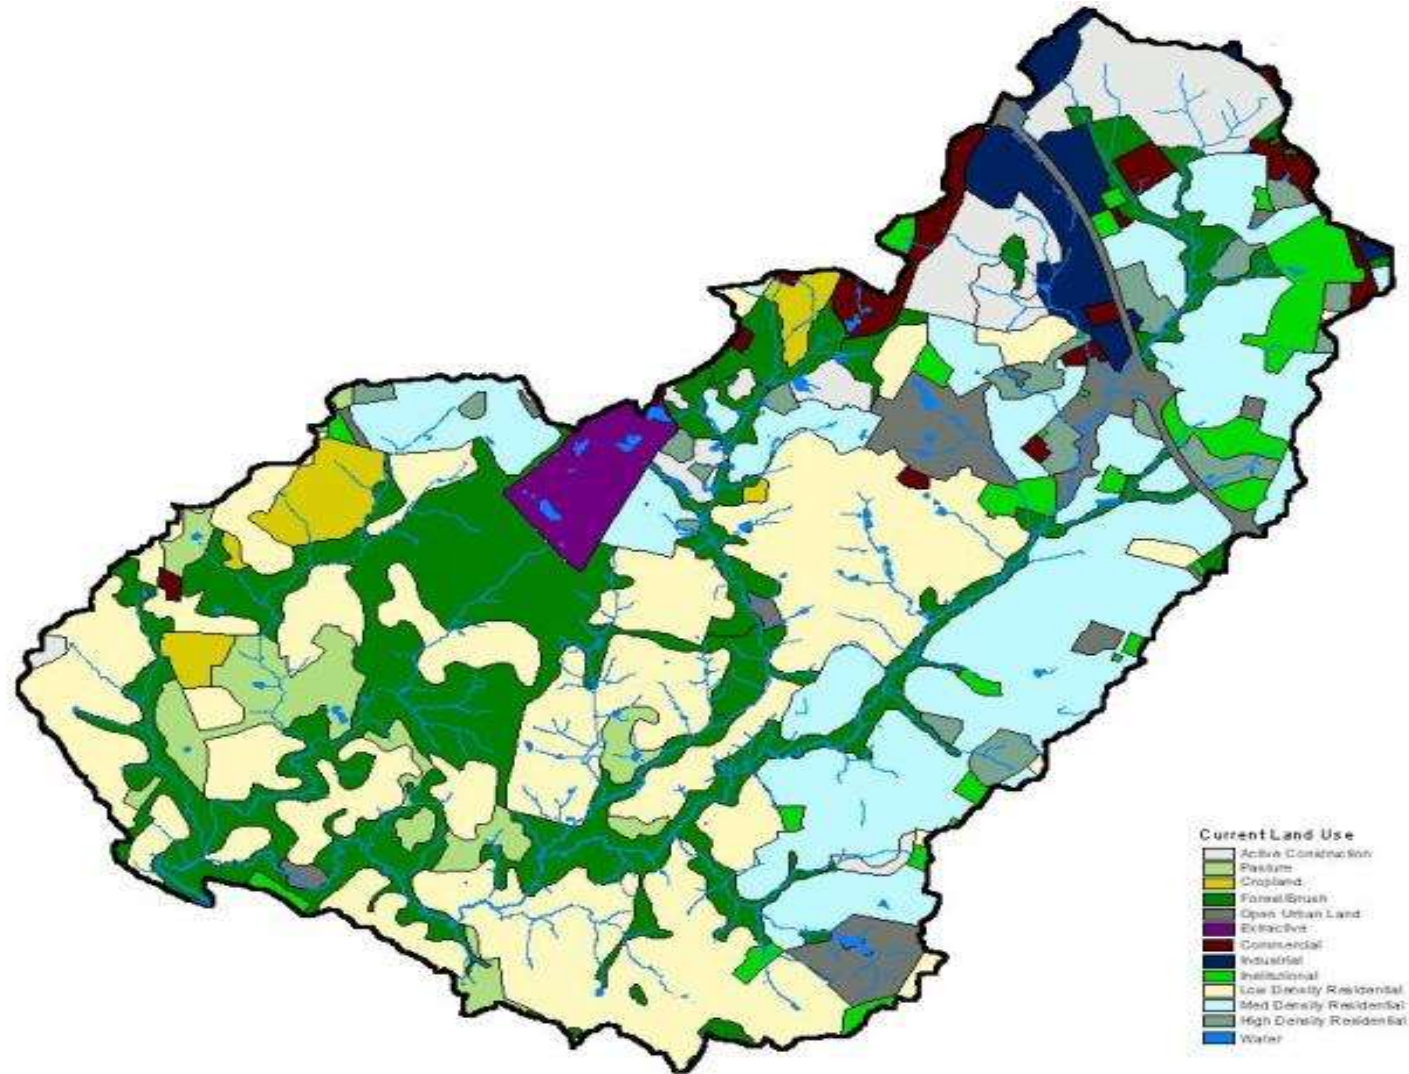 Current Land Use
Active Construction
Pasture
Cropland
Forest/Brush
Open Urban Land
Extractive
Commercial
Industrial
Institutional
Low Density Residential
Med Density Residential
High Density Residential
Water